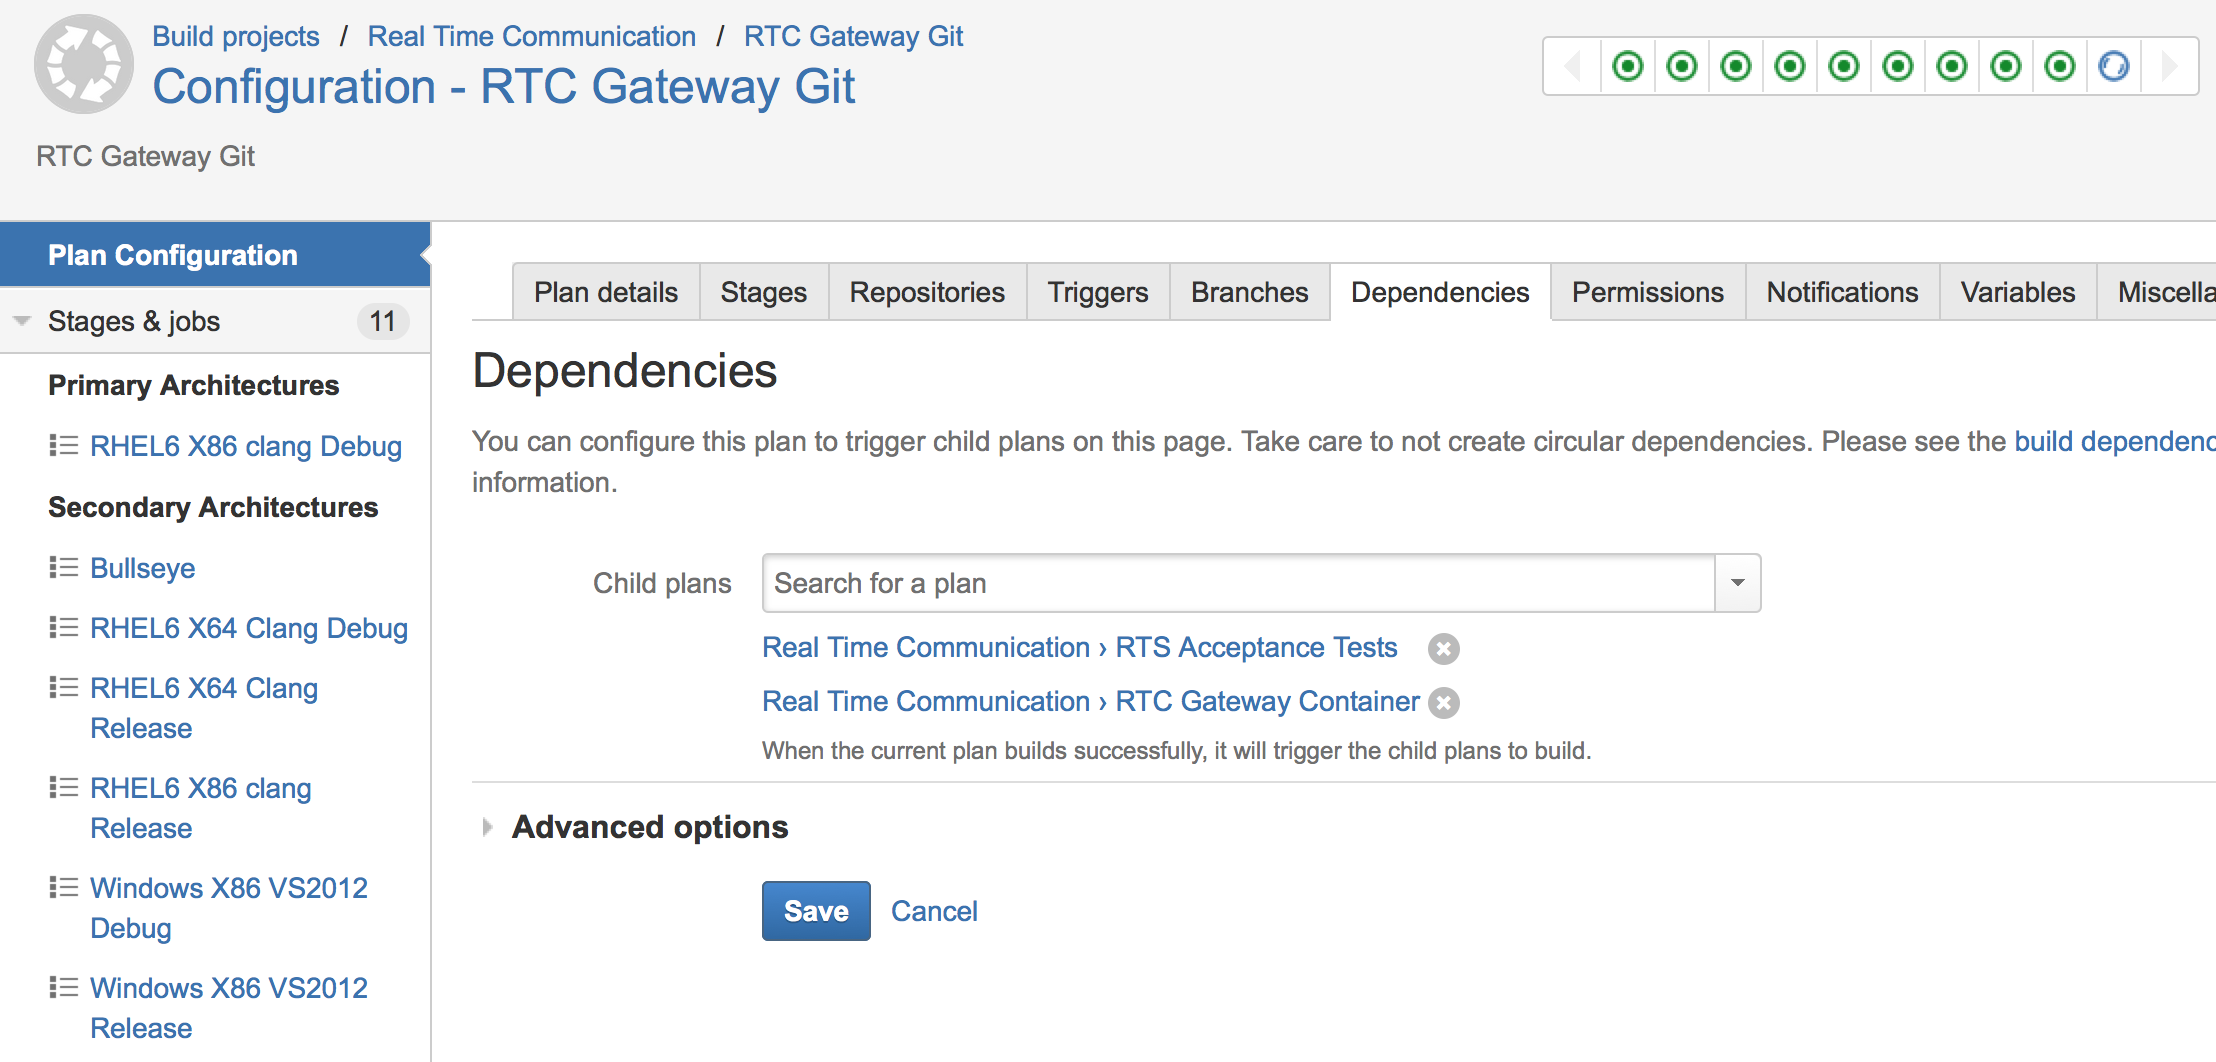 Build projects / Real Time Communication / RTC Gateway Git
Configuration - RTC Gateway Git
RTC Gateway Git
Plan Configuration
Stages & jobs 11
Primary Architectures
RHEL6 X86 clang Debug
Secondary Architectures
Bullseye
RHEL6 X64 Clang Debug
RHEL6 X64 Clang
Release
RHEL6 X86 clang
Release
Windows X86 VS2012
Debug
Windows X86 VS2012
Release
Plan details Stages Repositories Triggers Branches Dependencies Permissions Notifications Variables Miscella
Dependencies
You can configure this plan to trigger child plans on this page. Take care to not create circular dependencies. Please see the build dependenc
information.
Child plans Search for a plan
Real Time Communication › RTS Acceptance Tests
Real Time Communication › RTC Gateway Container
When the current plan builds successfully, it will trigger the child plans to build.
Advanced options
Save Cancel